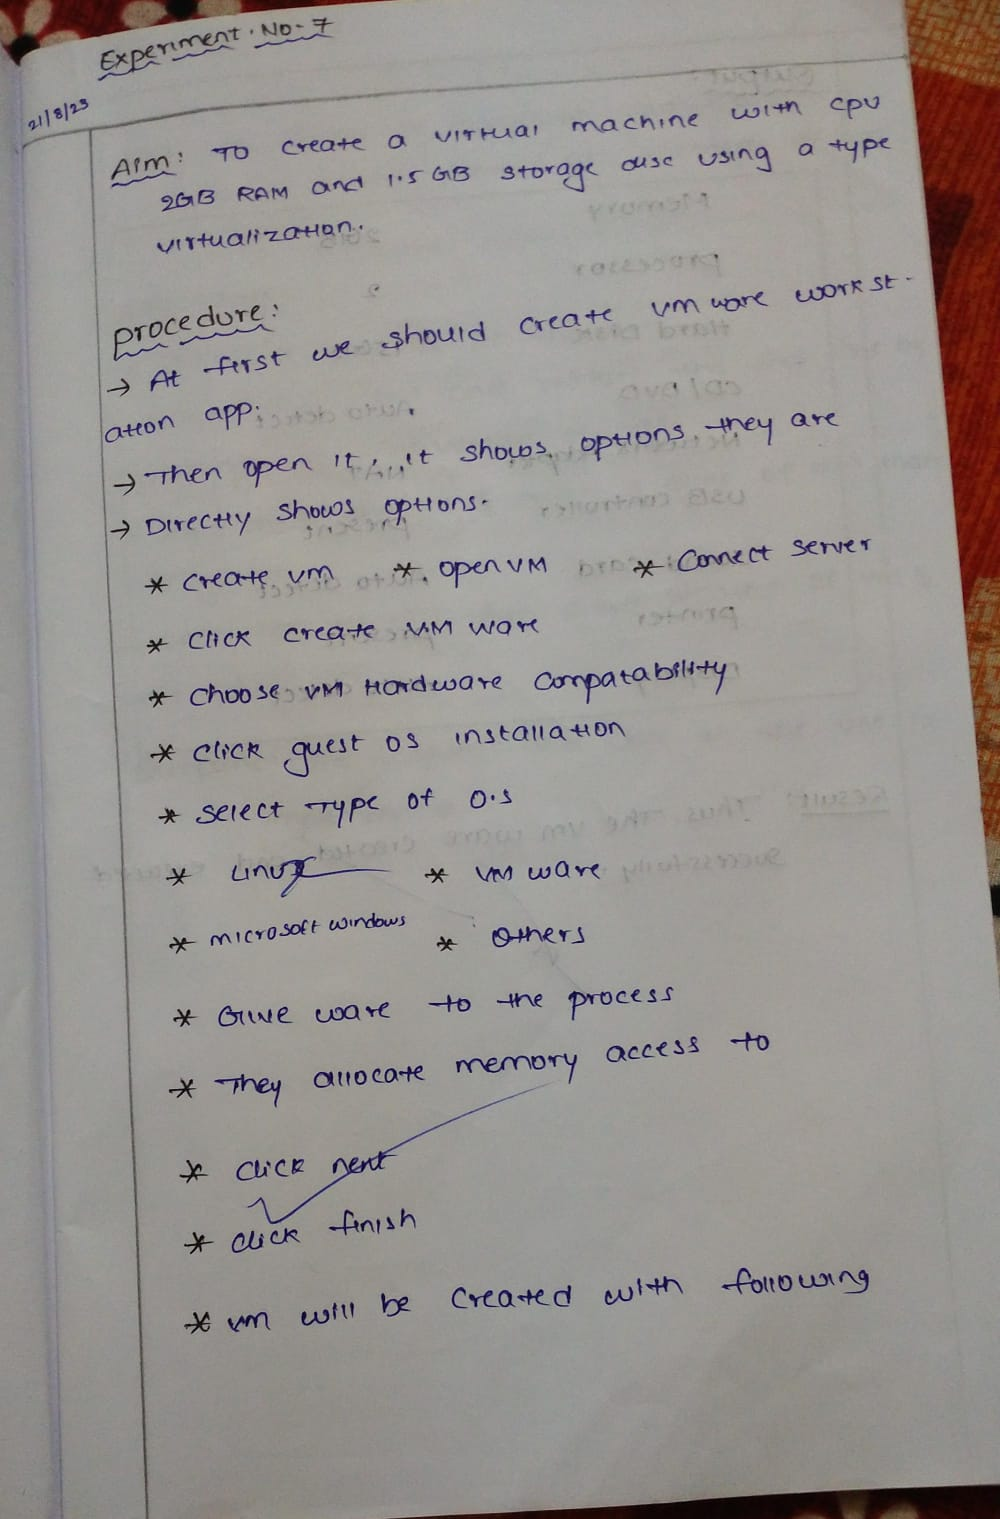 Experiment. No-7
21/8/23
Aim: To create a virtual machine with cpu
2GB RAM and 1.5 GB storage disc using a type
virtualization.
procedure:
→ At first we should create vm ware workst-
ation app.
→ Then open it, it shows options they are
→ Directly shows options.
* create vm * open VM * Connect server
* click create VM ware
* choose VM Hardware compatability
* click guest os installation
* select Type of O.S
* Linux * VM ware
* microsoft windows * Others
* Give ware to the process
* They allocate memory access to
* click next
* click finish
* vm will be created with following